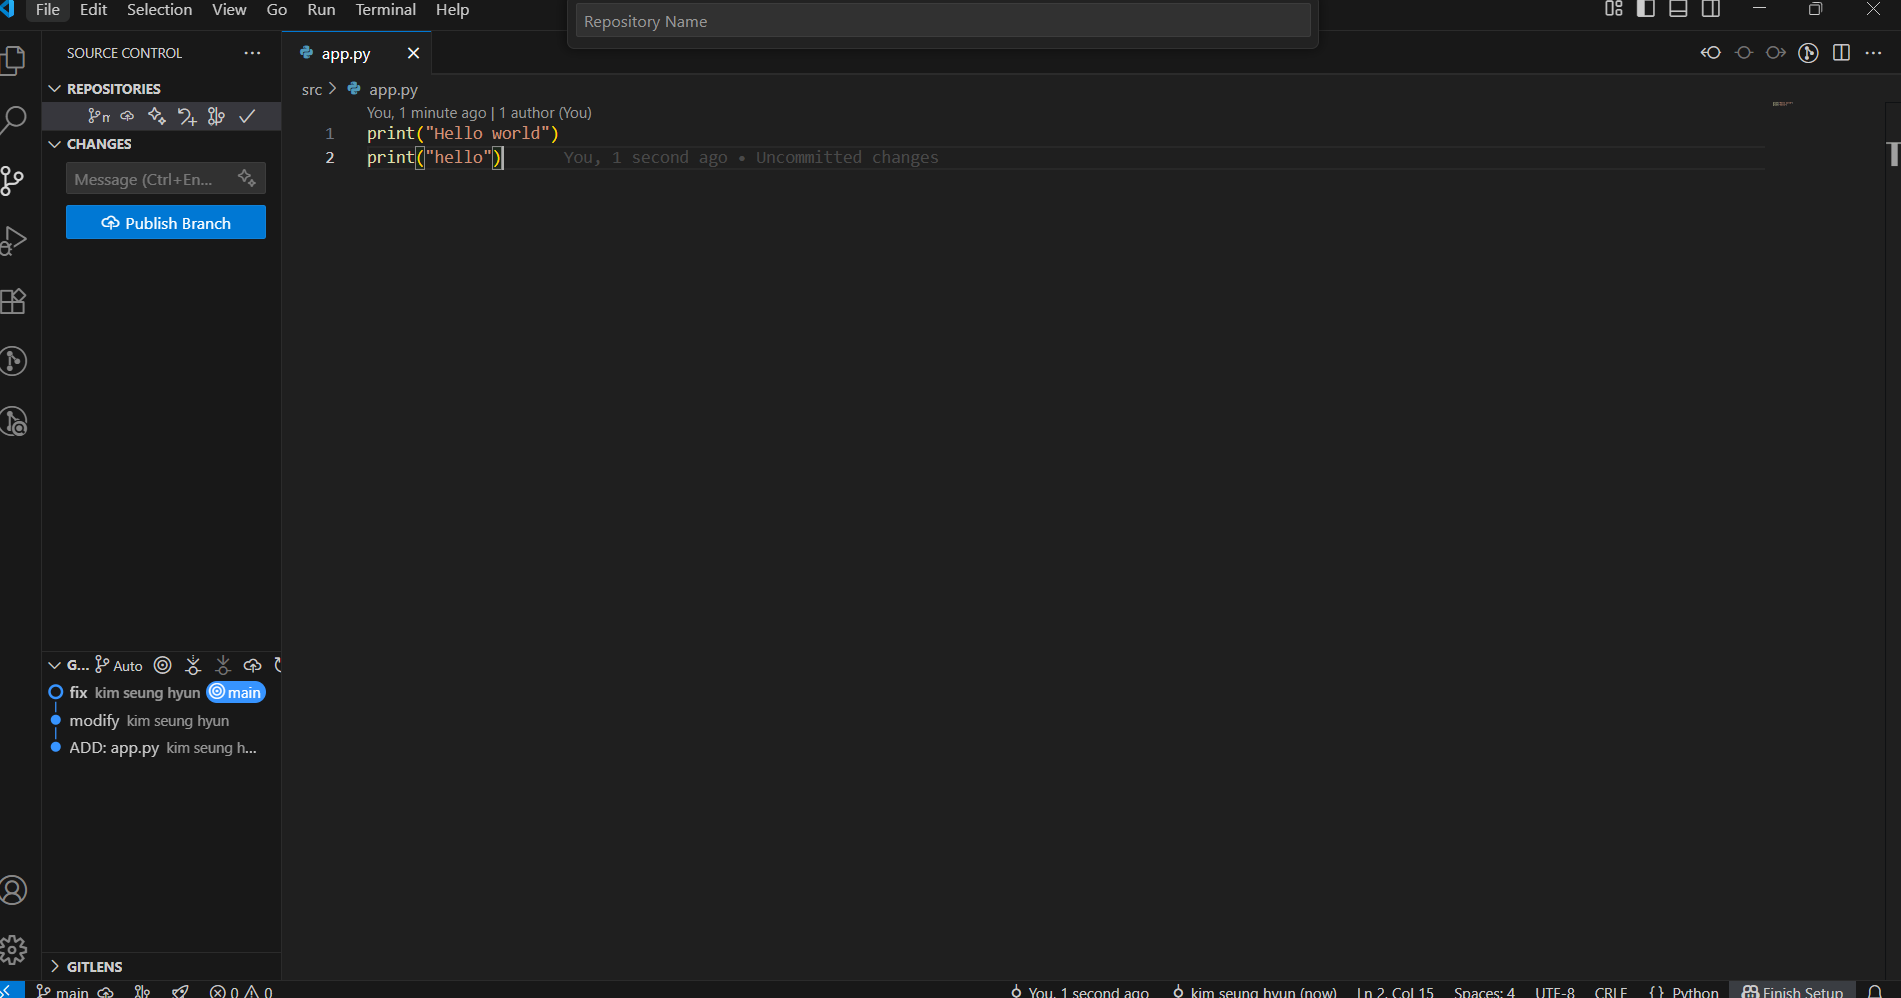 File Edit Selection View Go Run Terminal Help
Repository Name
SOURCE CONTROL
app.py
REPOSITORIES
src > app.py
You, 1 minute ago | 1 author (You)
1 print("Hello world")
2 print("hello") You, 1 second ago • Uncommitted changes
CHANGES
Message (Ctrl+En...
Publish Branch
G... Auto
fix kim seung hyun main
modify kim seung hyun
ADD: app.py kim seung h...
GITLENS
main 0 0 You, 1 second ago kim seung hyun (now) Ln 2, Col 15 Spaces: 4 UTF-8 CRLF {} Python Finish Setup